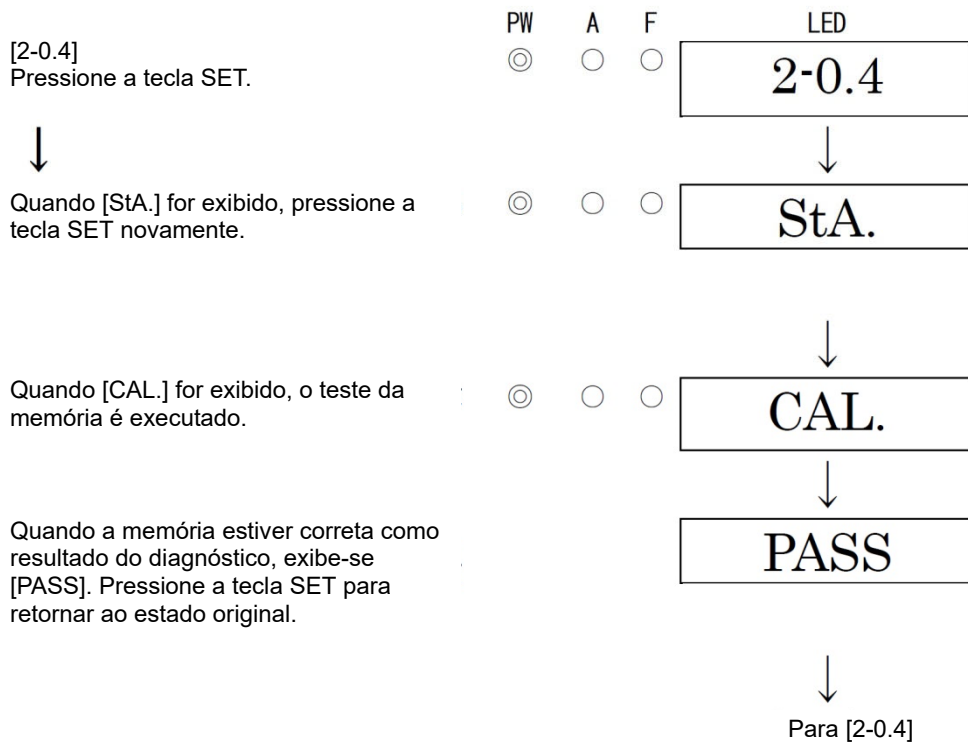 PW A F LED
[2-0.4]
Pressione a tecla SET.
2-0.4
Quando [StA.] for exibido, pressione a
tecla SET novamente.
StA.
Quando [CAL.] for exibido, o teste da
memória é executado.
CAL.
Quando a memória estiver correta como
resultado do diagnóstico, exibe-se
[PASS]. Pressione a tecla SET para
retornar ao estado original.
PASS
Para [2-0.4]